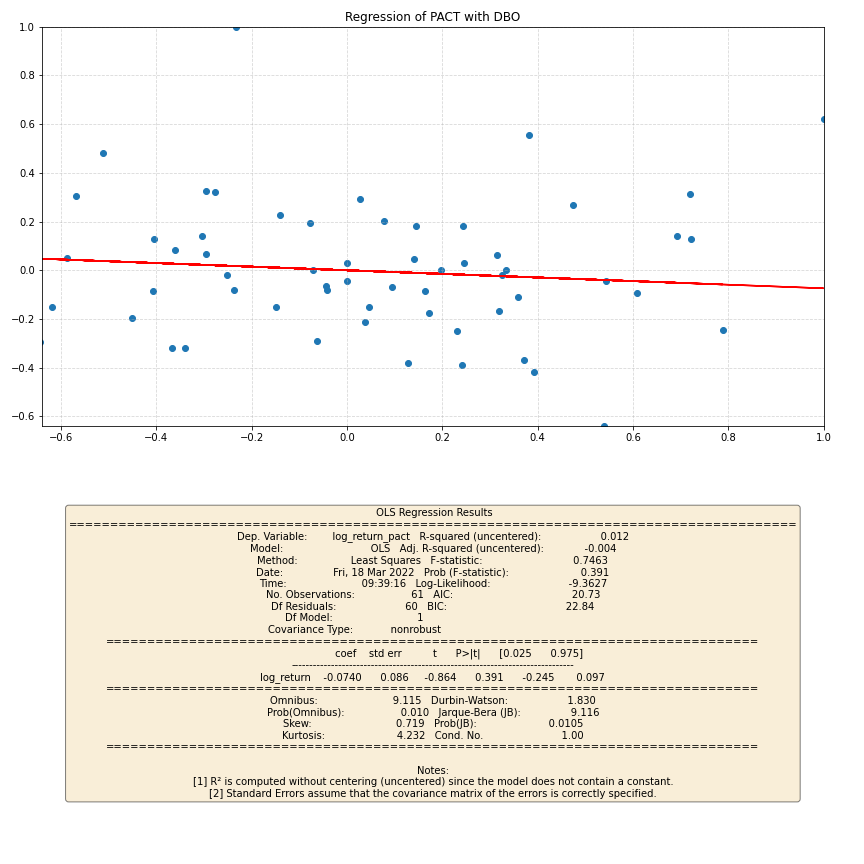 Regression of PACT with DBO
1.0
0.8
0.6
0.4
0.2
0.0
−0.2
−0.4
−0.6
−0.6 −0.4 −0.2 0.0 0.2 0.4 0.6 0.8 1.0
OLS Regression Results
==============================================================================
Dep. Variable: log_return_pact R-squared (uncentered): 0.012
Model: OLS Adj. R-squared (uncentered): -0.004
Method: Least Squares F-statistic: 0.7463
Date: Fri, 18 Mar 2022 Prob (F-statistic): 0.391
Time: 09:39:16 Log-Likelihood: -9.3627
No. Observations: 61 AIC: 20.73
Df Residuals: 60 BIC: 22.84
Df Model: 1
Covariance Type: nonrobust
==============================================================================
coef std err t P>|t| [0.025 0.975]
------------------------------------------------------------------------------
log_return -0.0740 0.086 -0.864 0.391 -0.245 0.097
==============================================================================
Omnibus: 9.115 Durbin-Watson: 1.830
Prob(Omnibus): 0.010 Jarque-Bera (JB): 9.116
Skew: 0.719 Prob(JB): 0.0105
Kurtosis: 4.232 Cond. No. 1.00
==============================================================================
Notes:
[1] R² is computed without centering (uncentered) since the model does not contain a constant.
[2] Standard Errors assume that the covariance matrix of the errors is correctly specified.